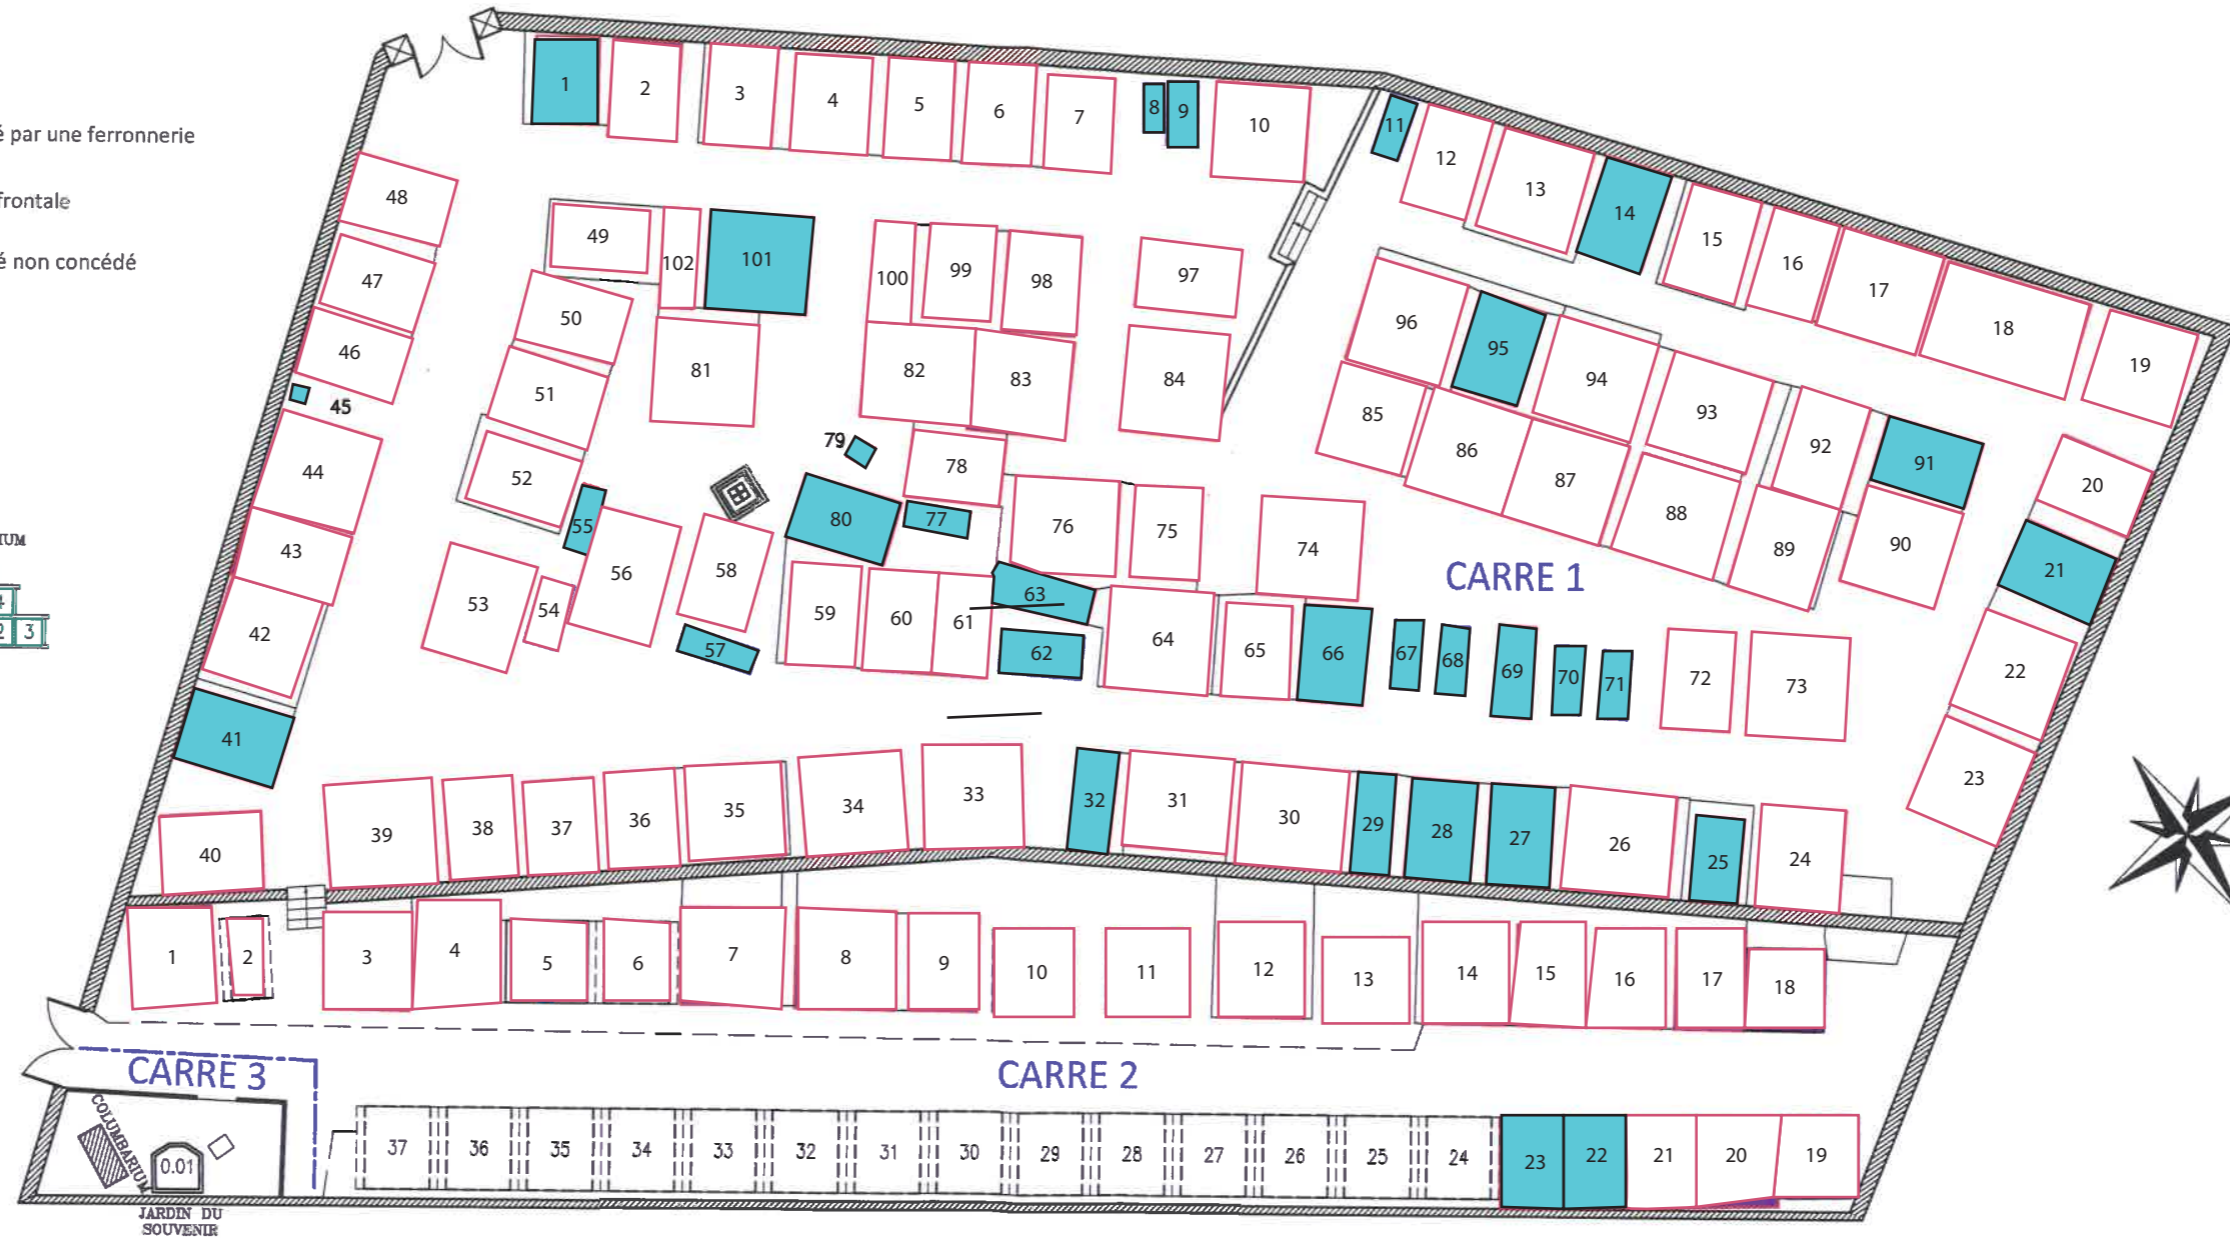 é par une ferronnerie
frontale
é non concédé
1 2 3 4 5 6 7 8 9 10 11 12 13 14 15 16 17 18 19
48 49 102 101 100 99 98 97
47 50 96 95 94 93 92 91 20
46 51 81 82 83 84 85 86 87 88 89 90 21
45
44 52 79 78
43 55 56 58 80 77 76 75 74
CARRE 1
42 53 54 57 59 60 61 63 62 64 65 66 67 68 69 70 71 72 73 22
41 23
40 39 38 37 36 35 34 33 32 31 30 29 28 27 26 25 24
1 2 3 4 5 6 7 8 9 10 11 12 13 14 15 16 17 18
CARRE 3
CARRE 2
37 36 35 34 33 32 31 30 29 28 27 26 25 24 23 22 21 20 19
COLUMBARIUM
0.01
JARDIN DU
SOUVENIR
3